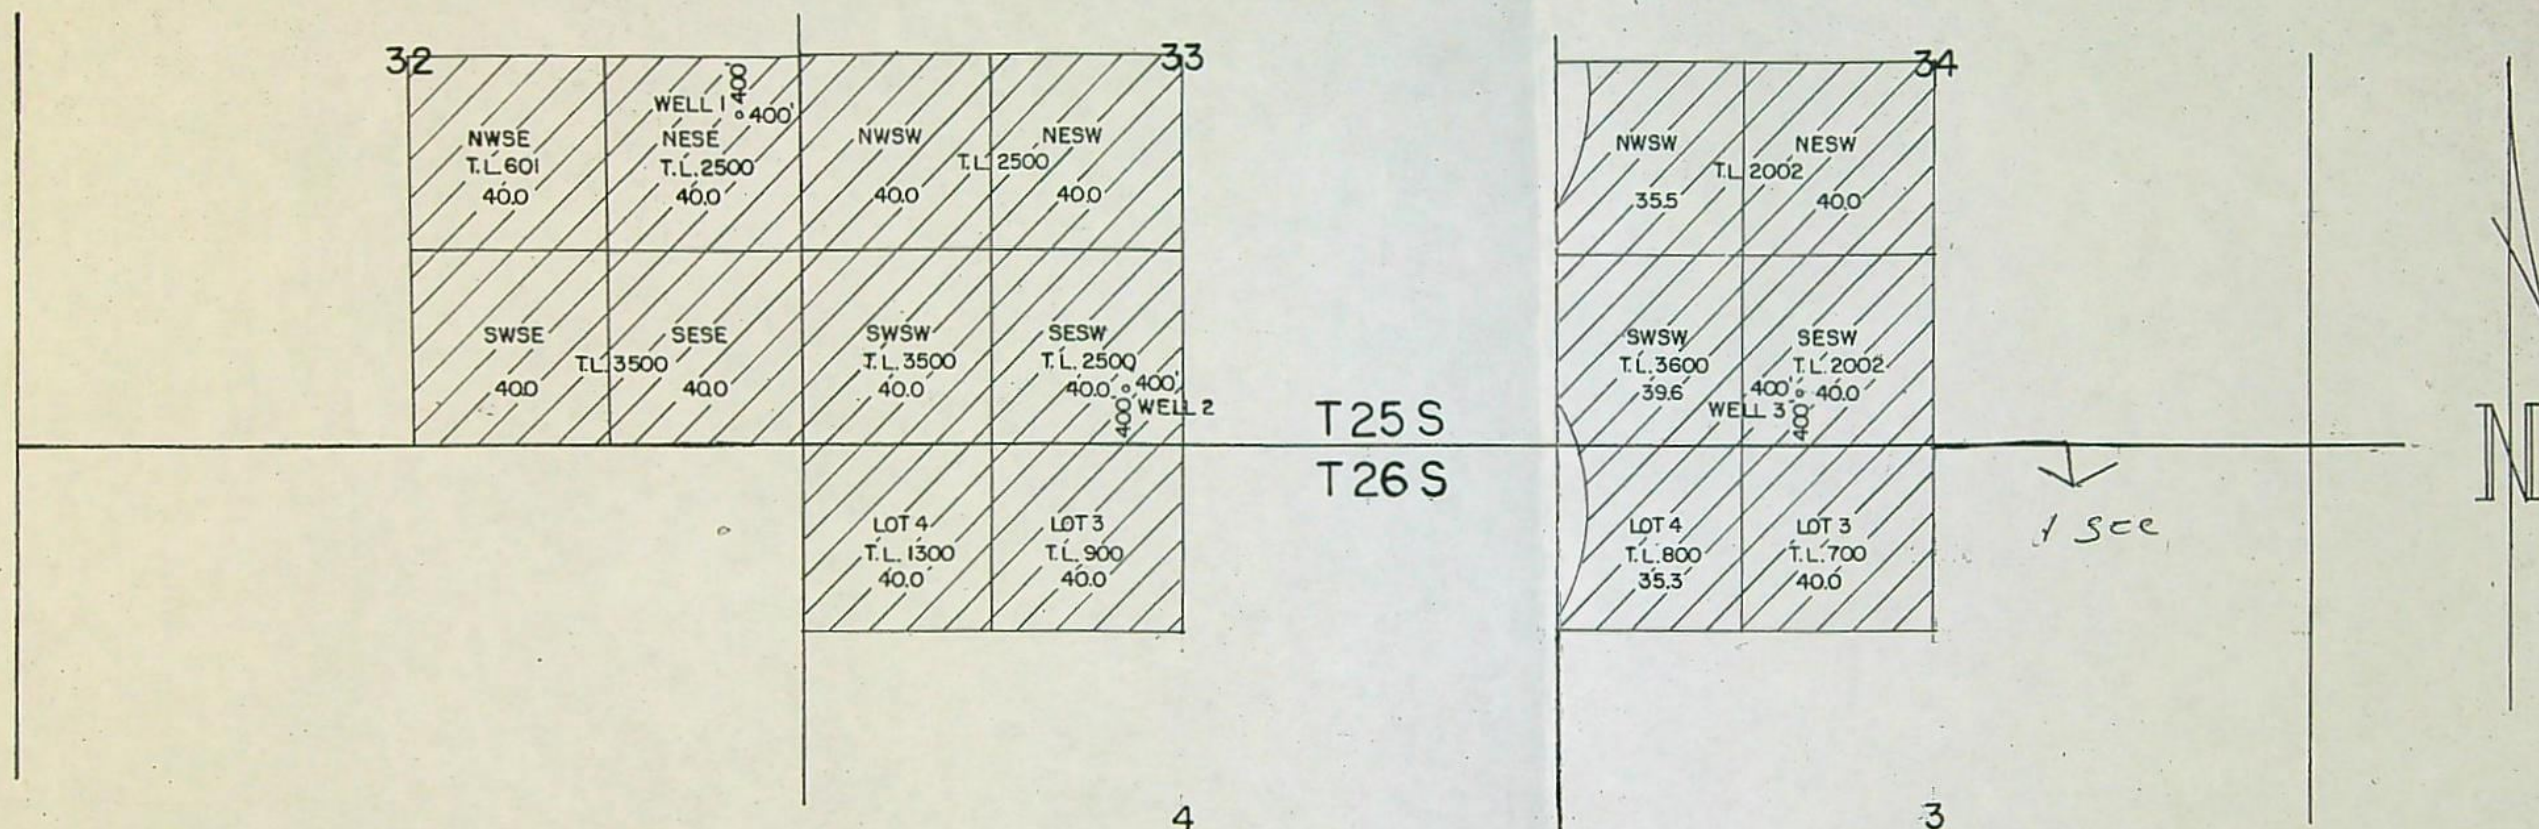 32
33
34
400'
WELL 1
400'
NWSE
T.L. 601
40.0
NESE
T.L. 2500
40.0
NWSW
40.0
T.L. 2500
NESW
40.0
NWSW
35.5
T.L. 2002
NESW
40.0
SWSE
40.0
T.L. 3500
SESE
40.0
SWSW
T.L. 3500
40.0
SESW
T.L. 2500
40.0
400'
400'
WELL 2
SWSW
T.L. 3600
39.6
SESW
T.L. 2002
400'
40.0
WELL 3
400'
T 25 S
T 26 S
LOT 4
T.L. 1300
40.0
LOT 3
T.L. 900
40.0
LOT 4
T.L. 800
35.3
LOT 3
T.L. 700
40.0
1 sec
N
4
3